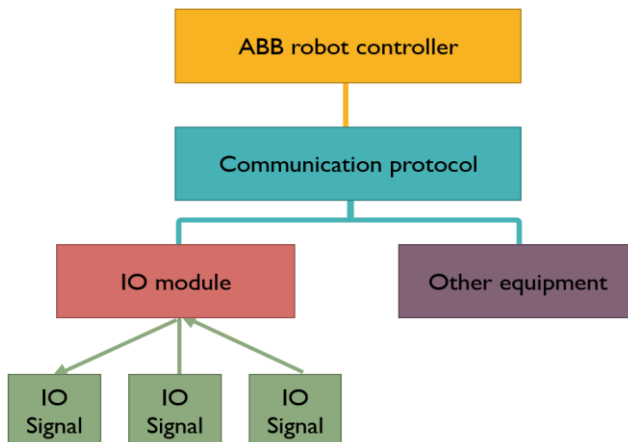 ABB robot controller
Communication protocol
IO module
Other equipment
IO
Signal
IO
Signal
IO
Signal